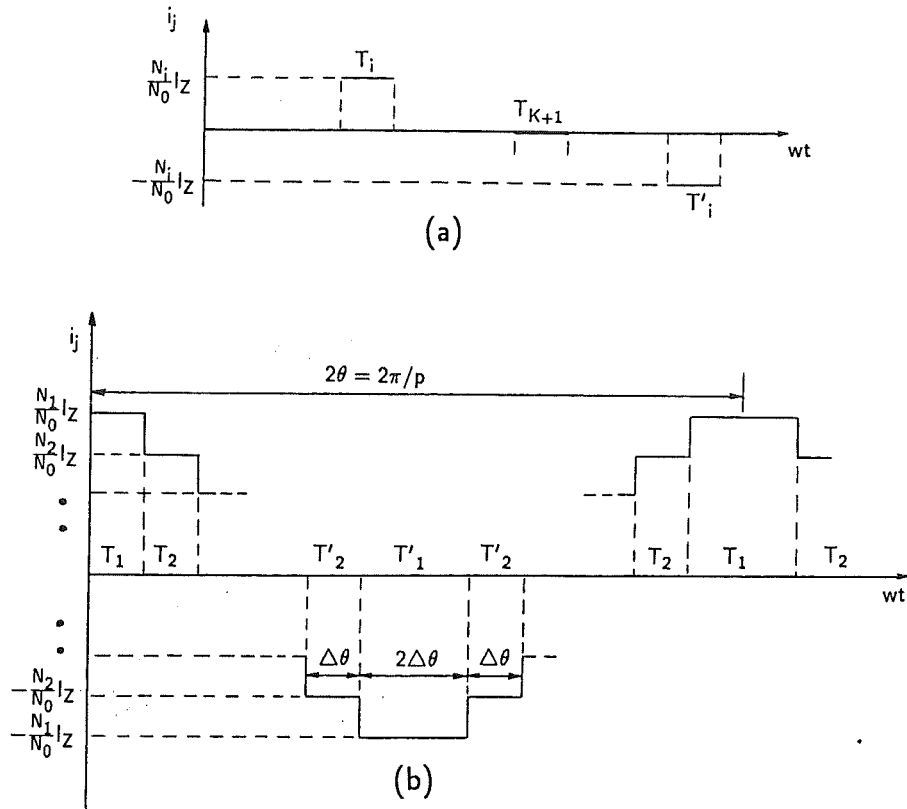 i_j
N_i/N_0 I_Z
T_i
T_{K+1}
wt
-N_i/N_0 I_Z
T'_i
(a)
i_j
2θ = 2π/p
N_1/N_0 I_Z
N_2/N_0 I_Z
T_1 T_2 T'_2 T'_1 T'_2 T_2 T_1 T_2
wt
Δθ 2Δθ Δθ
-N_2/N_0 I_Z
-N_1/N_0 I_Z
(b)